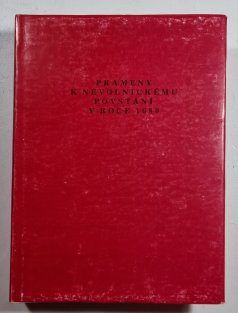 PRAMENY
K NEVOLNICKÉMU
POVSTÁNÍ
V ROCE 1680